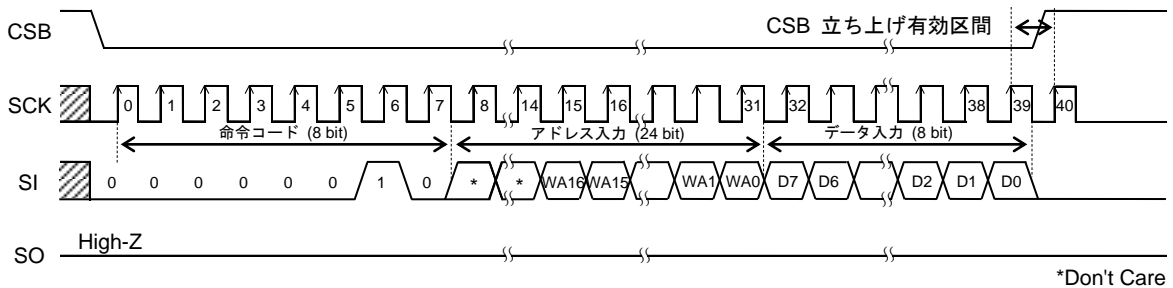 CSB
CSB 立ち上げ有効区間
SCK
0 1 2 3 4 5 6 7 8 14 15 16 31 32 38 39 40
命令コード (8 bit) アドレス入力 (24 bit) データ入力 (8 bit)
SI
0 0 0 0 0 0 1 0 * * WA16 WA15 WA1 WA0 D7 D6 D2 D1 D0
High-Z
SO
*Don't Care